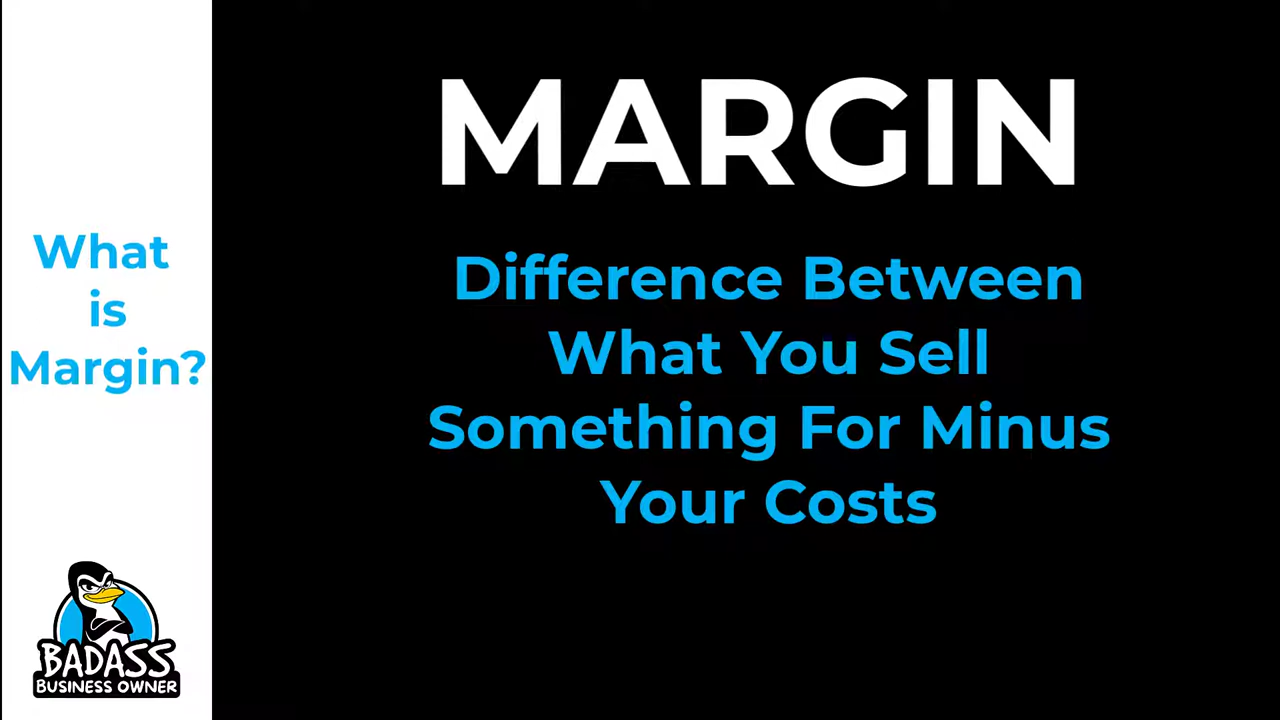 What
is
Margin?
MARGIN
Difference Between
What You Sell
Something For Minus
Your Costs
BADASS
BUSINESS OWNER